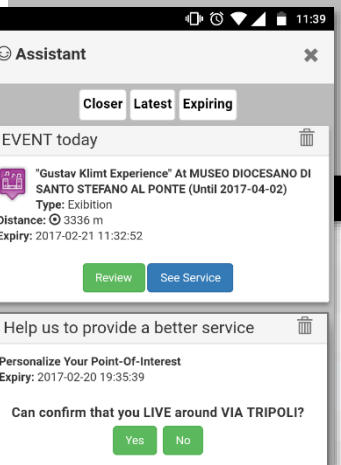 11:39
Assistant
Closer Latest Expiring
EVENT today
"Gustav Klimt Experience" At MUSEO DIOCESANO DI
SANTO STEFANO AL PONTE (Until 2017-04-02)
Type: Exibition
Distance: 3336 m
Expiry: 2017-02-21 11:32:52
Review See Service
Help us to provide a better service
Personalize Your Point-Of-Interest
Expiry: 2017-02-20 19:35:39
Can confirm that you LIVE around VIA TRIPOLI?
Yes No